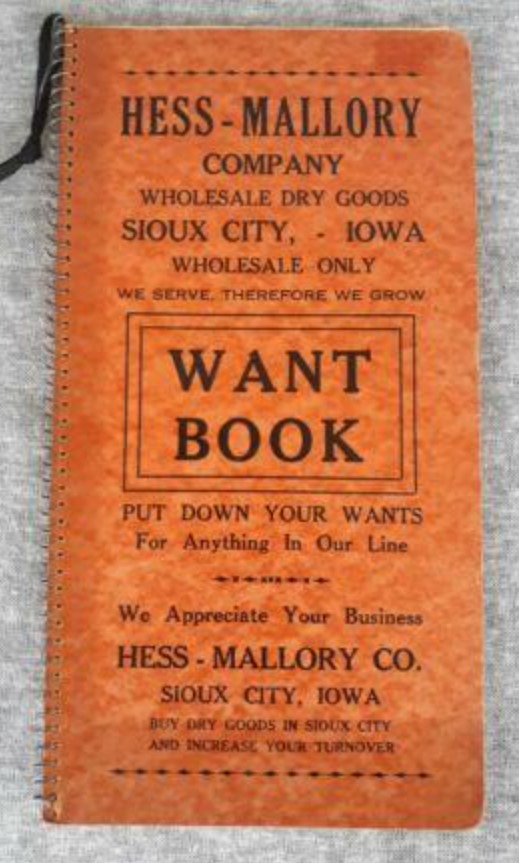 HESS-MALLORY
COMPANY
WHOLESALE DRY GOODS
SIOUX CITY, - IOWA
WHOLESALE ONLY
WE SERVE, THEREFORE WE GROW
WANT
BOOK
PUT DOWN YOUR WANTS
For Anything In Our Line
We Appreciate Your Business
HESS - MALLORY CO.
SIOUX CITY, IOWA
BUY DRY GOODS IN SIOUX CITY
AND INCREASE YOUR TURNOVER